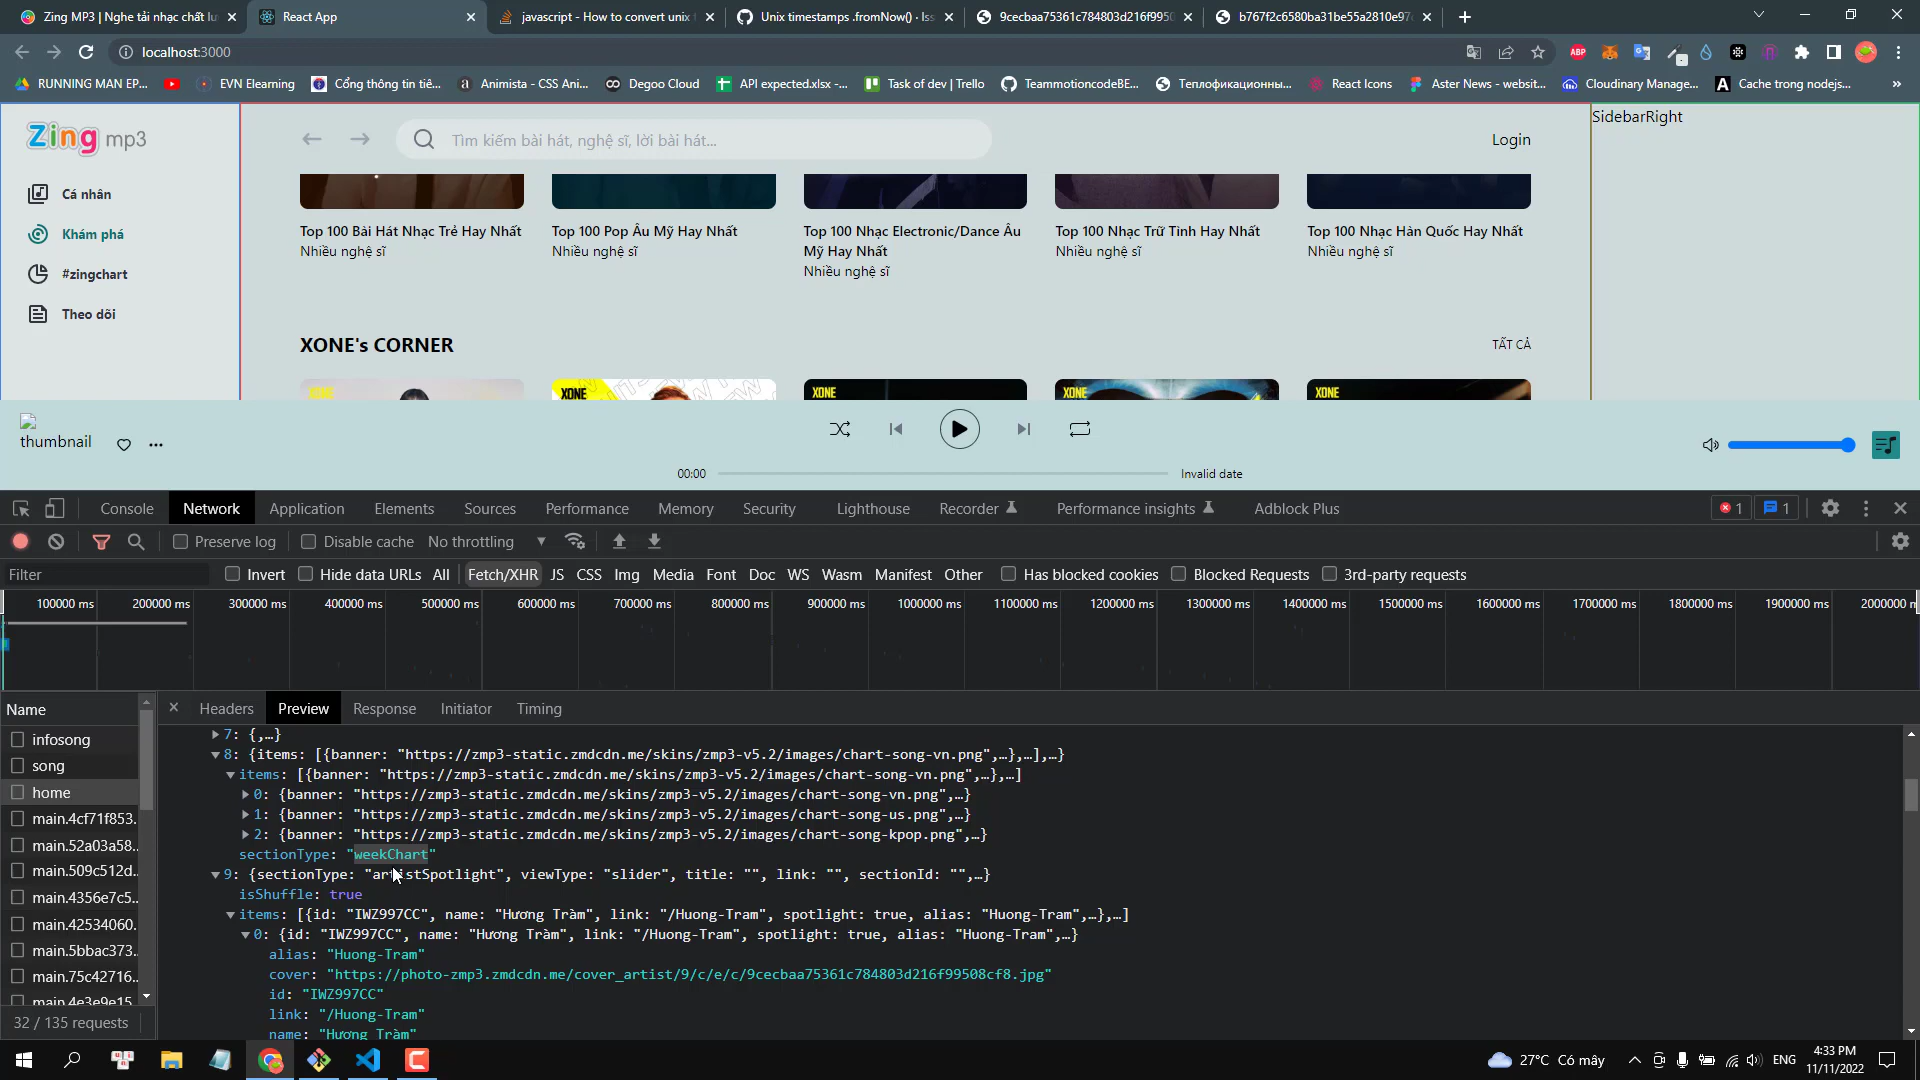 Zing MP3 | Nghe tải nhạc chất lư
React App
javascript - How to convert unix t
Unix timestamps .fromNow() · Iss
9cecbaa75361c784803d216f9950
b767f2c6580ba31be55a2810e97c
localhost:3000
RUNNING MAN EP...
EVN Elearning
Cổng thông tin tiê...
Animista - CSS Ani...
Degoo Cloud
API expected.xlsx -...
Task of dev | Trello
TeammotioncodeBE...
Теплофикационны...
React Icons
Aster News - websit...
Cloudinary Manage...
Cache trong nodejs...
»
Zing mp3
Tìm kiếm bài hát, nghệ sĩ, lời bài hát...
Login
SidebarRight
Cá nhân
Khám phá
#zingchart
Theo dõi
Top 100 Bài Hát Nhạc Trẻ Hay Nhất
Nhiều nghệ sĩ
Top 100 Pop Âu Mỹ Hay Nhất
Nhiều nghệ sĩ
Top 100 Nhạc Electronic/Dance Âu
Mỹ Hay Nhất
Nhiều nghệ sĩ
Top 100 Nhạc Trữ Tình Hay Nhất
Nhiều nghệ sĩ
Top 100 Nhạc Hàn Quốc Hay Nhất
Nhiều nghệ sĩ
XONE's CORNER
TẤT CẢ
XONE
XONE
XONE
XONE
XONE
thumbnail
00:00
Invalid date
Console
Network
Application
Elements
Sources
Performance
Memory
Security
Lighthouse
Recorder
Performance insights
Adblock Plus
1
1
Preserve log
Disable cache
No throttling
Filter
Invert
Hide data URLs
All
Fetch/XHR
JS
CSS
Img
Media
Font
Doc
WS
Wasm
Manifest
Other
Has blocked cookies
Blocked Requests
3rd-party requests
100000 ms
200000 ms
300000 ms
400000 ms
500000 ms
600000 ms
700000 ms
800000 ms
900000 ms
1000000 ms
1100000 ms
1200000 ms
1300000 ms
1400000 ms
1500000 ms
1600000 ms
1700000 ms
1800000 ms
1900000 ms
2000000 m
Name
infosong
song
home
main.4cf71f853.
main.52a03a58..
main.509c512d..
main.4356e7c5..
main.42534060.
main.5bbac373..
main.75c42716..
main.4e3e9e15
32 / 135 requests
Headers
Preview
Response
Initiator
Timing
7: {,…}
8: {items: [{banner: "https://zmp3-static.zmdcdn.me/skins/zmp3-v5.2/images/chart-song-vn.png",…},…],…}
items: [{banner: "https://zmp3-static.zmdcdn.me/skins/zmp3-v5.2/images/chart-song-vn.png",…},…]
0: {banner: "https://zmp3-static.zmdcdn.me/skins/zmp3-v5.2/images/chart-song-vn.png",…}
1: {banner: "https://zmp3-static.zmdcdn.me/skins/zmp3-v5.2/images/chart-song-us.png",…}
2: {banner: "https://zmp3-static.zmdcdn.me/skins/zmp3-v5.2/images/chart-song-kpop.png",…}
sectionType: "weekChart"
9: {sectionType: "artistSpotlight", viewType: "slider", title: "", link: "", sectionId: "",…}
isShuffle: true
items: [{id: "IWZ997CC", name: "Hương Tràm", link: "/Huong-Tram", spotlight: true, alias: "Huong-Tram",…},…]
0: {id: "IWZ997CC", name: "Hương Tràm", link: "/Huong-Tram", spotlight: true, alias: "Huong-Tram",…}
alias: "Huong-Tram"
cover: "https://photo-zmp3.zmdcdn.me/cover_artist/9/c/e/c/9cecbaa75361c784803d216f99508cf8.jpg"
id: "IWZ997CC"
link: "/Huong-Tram"
name: "Hương Tràm"
27°C Có mây
ENG
4:33 PM
11/11/2022